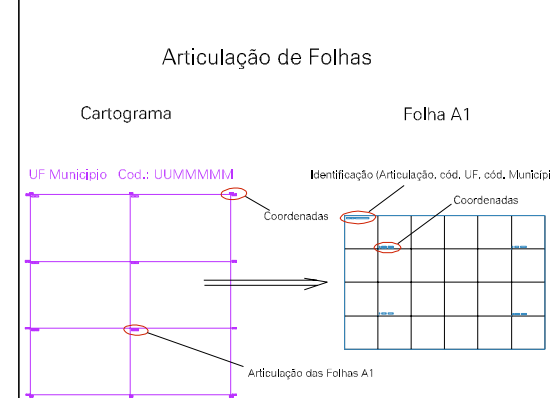 Articulação de Folhas
Cartograma
Folha A1
UF Municipio Cod.: UUMMMMM
Identificação (Articulação, cód. UF, cód. Municípi
Coordenadas
Coordenadas
Articulação das Folhas A1